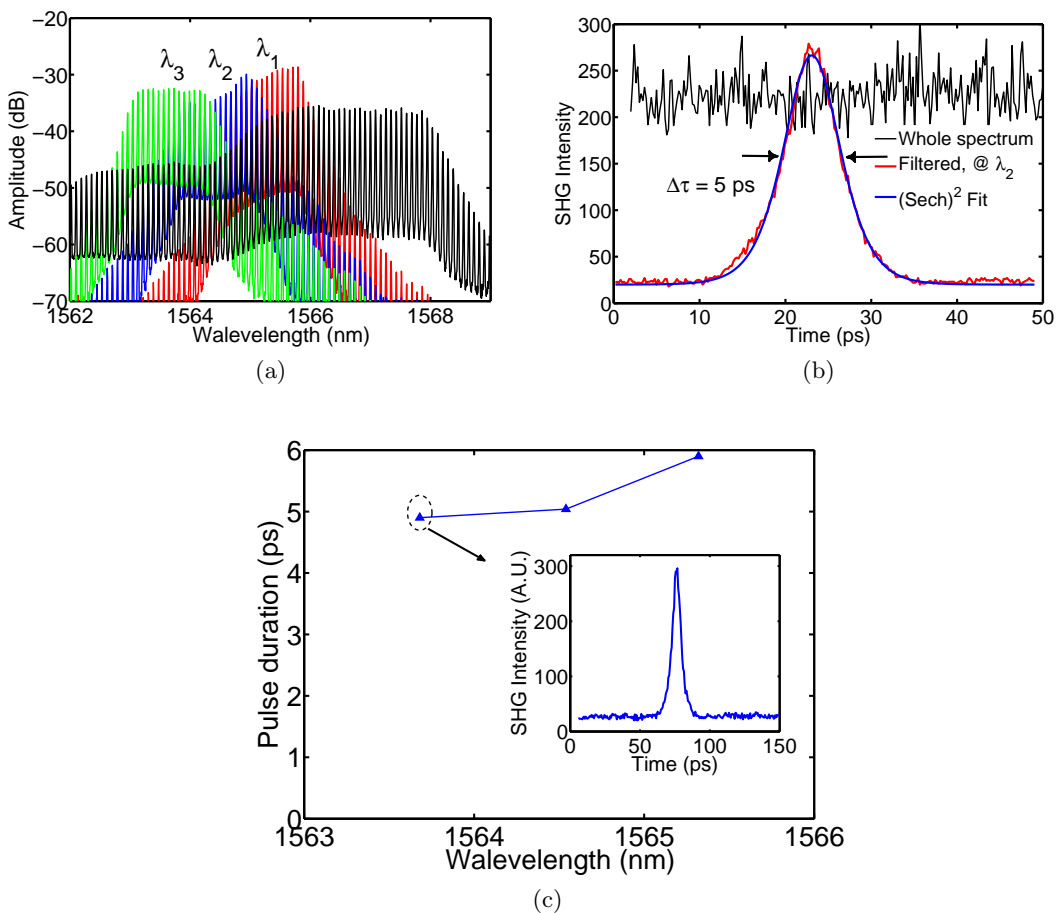 −20
−30
−40
−50
−60
−70
Amplitude (dB)
λ3
λ2
λ1
1562
1564
1566
1568
Walevelength (nm)
(a)
300
250
200
150
100
50
0
SHG Intensity
Whole spectrum
Filtered, @ λ2
(Sech)2 Fit
Δτ = 5 ps
0
10
20
30
40
50
Time (ps)
(b)
6
5
4
3
2
1
0
Pulse duration (ps)
300
200
100
0
SHG Intensity (A.U.)
0
50
100
150
Time (ps)
1563
1564
1565
1566
Walevelength (nm)
(c)